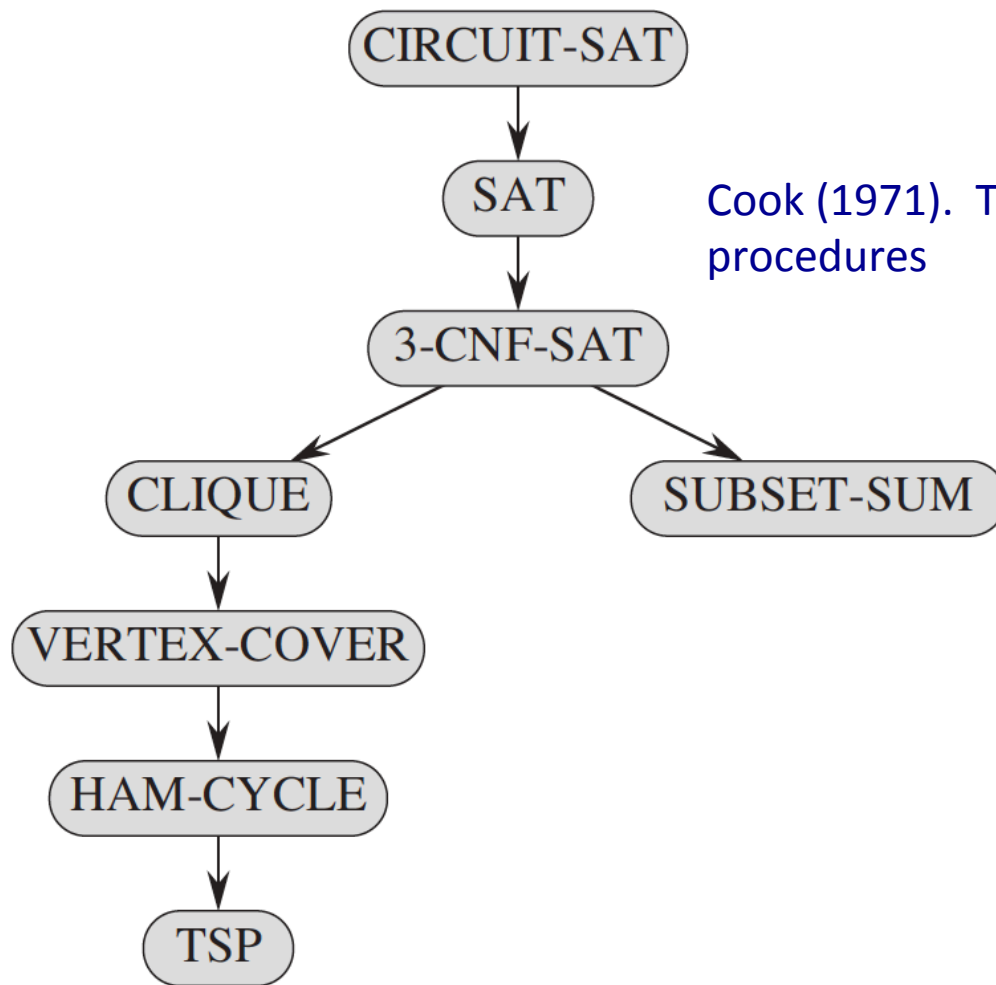 CIRCUIT-SAT
SAT
Cook (1971). T
procedures
3-CNF-SAT
CLIQUE
SUBSET-SUM
VERTEX-COVER
HAM-CYCLE
TSP